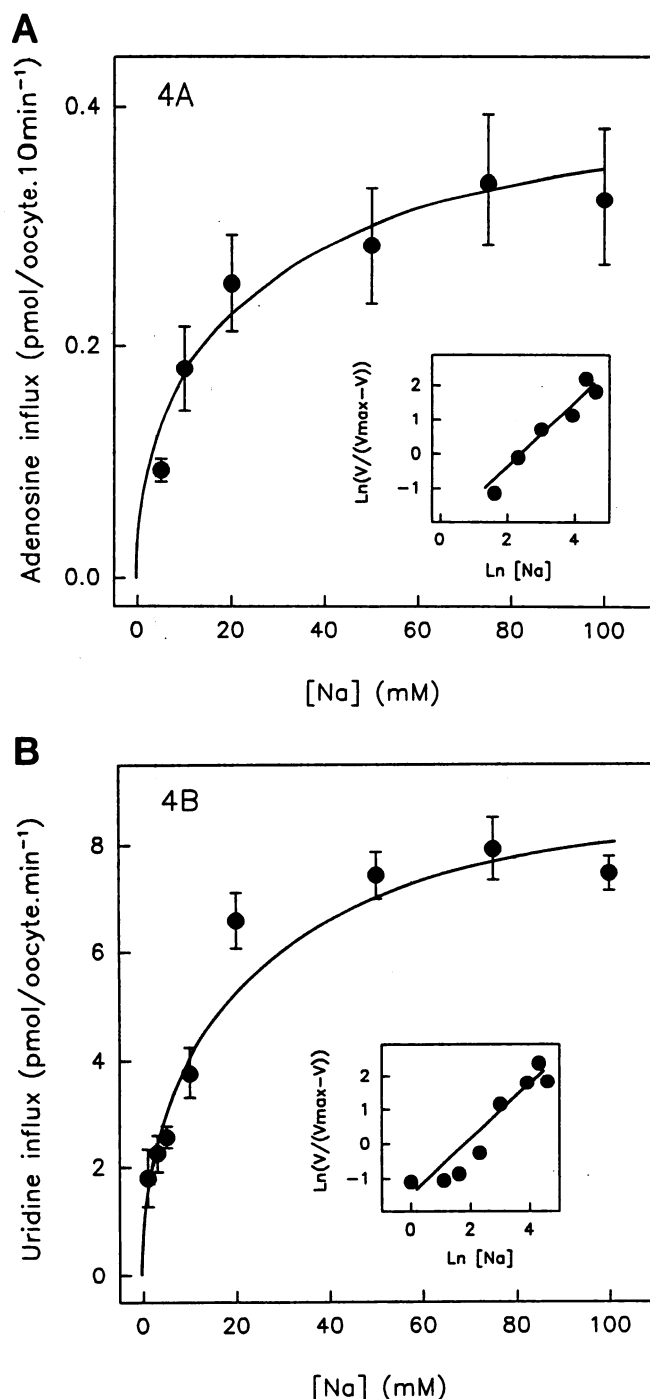 A
4A
Adenosine influx (pmol/oocyte.10min⁻¹)
0.4
0.2
0.0
0 20 40 60 80 100
[Na] (mM)
Ln(V/(Vmax-V))
2
1
0
-1
0 2 4
Ln [Na]
B
4B
Uridine influx (pmol/oocyte.min⁻¹)
8
6
4
2
0
0 20 40 60 80 100
[Na] (mM)
Ln(V/(Vmax-V))
2
1
0
-1
0 2 4
Ln [Na]